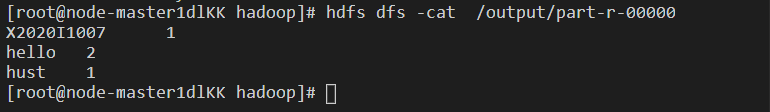 [root@node-master1dlKK hadoop]# hdfs dfs -cat  /output/part-r-00000
X2020I1007      1
hello   2
hust    1
[root@node-master1dlKK hadoop]#